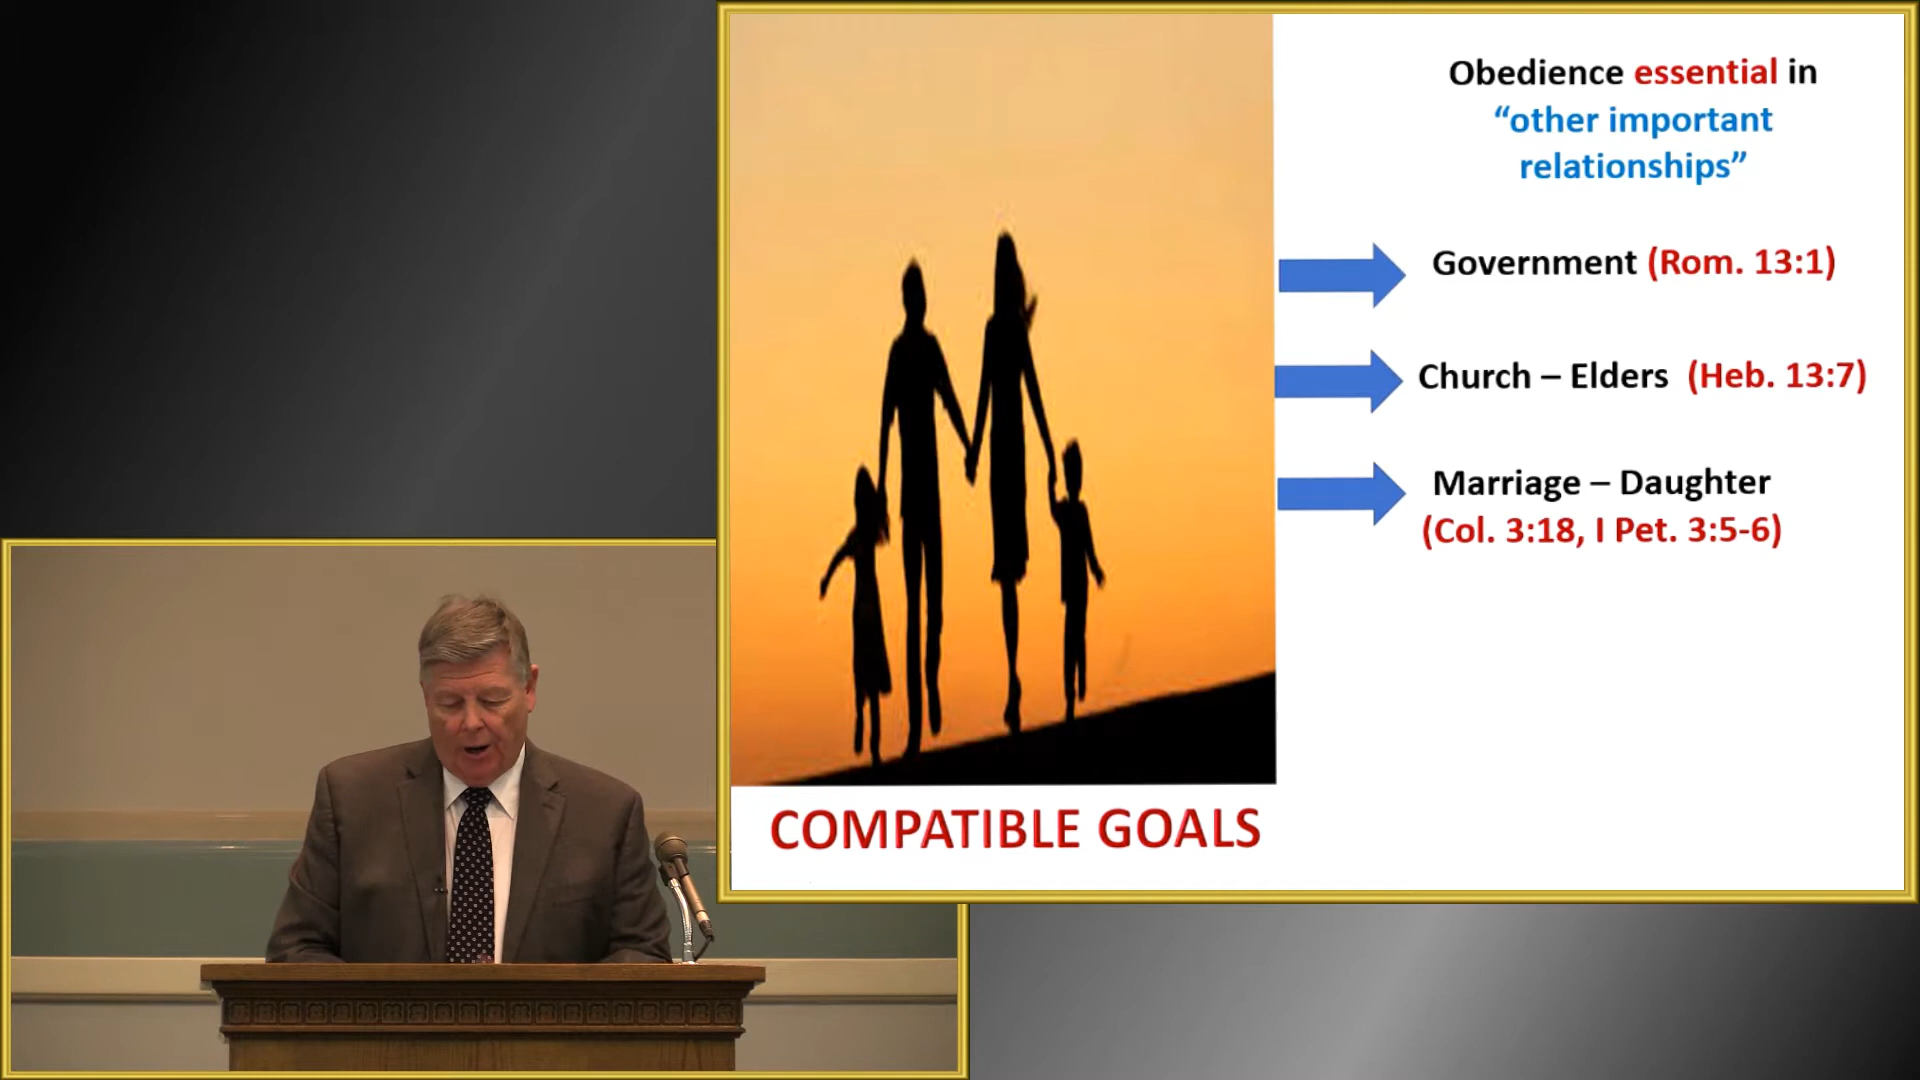 Obedience essential in
“other important
relationships”
Government (Rom. 13:1)
Church – Elders (Heb. 13:7)
Marriage – Daughter
(Col. 3:18, I Pet. 3:5-6)
COMPATIBLE GOALS